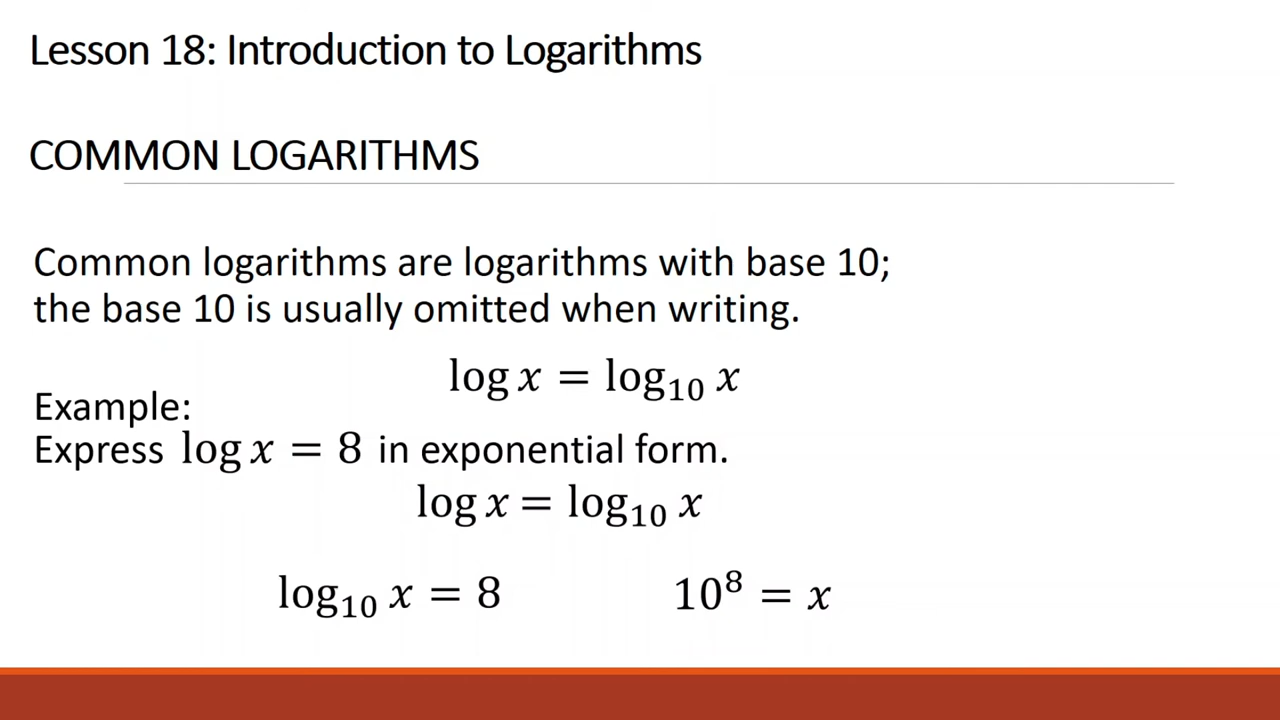 Lesson 18: Introduction to Logarithms
COMMON LOGARITHMS
Common logarithms are logarithms with base 10;
the base 10 is usually omitted when writing.
log x = log₁₀ x
Example:
Express log x = 8 in exponential form.
log x = log₁₀ x
log₁₀ x = 8 10⁸ = x